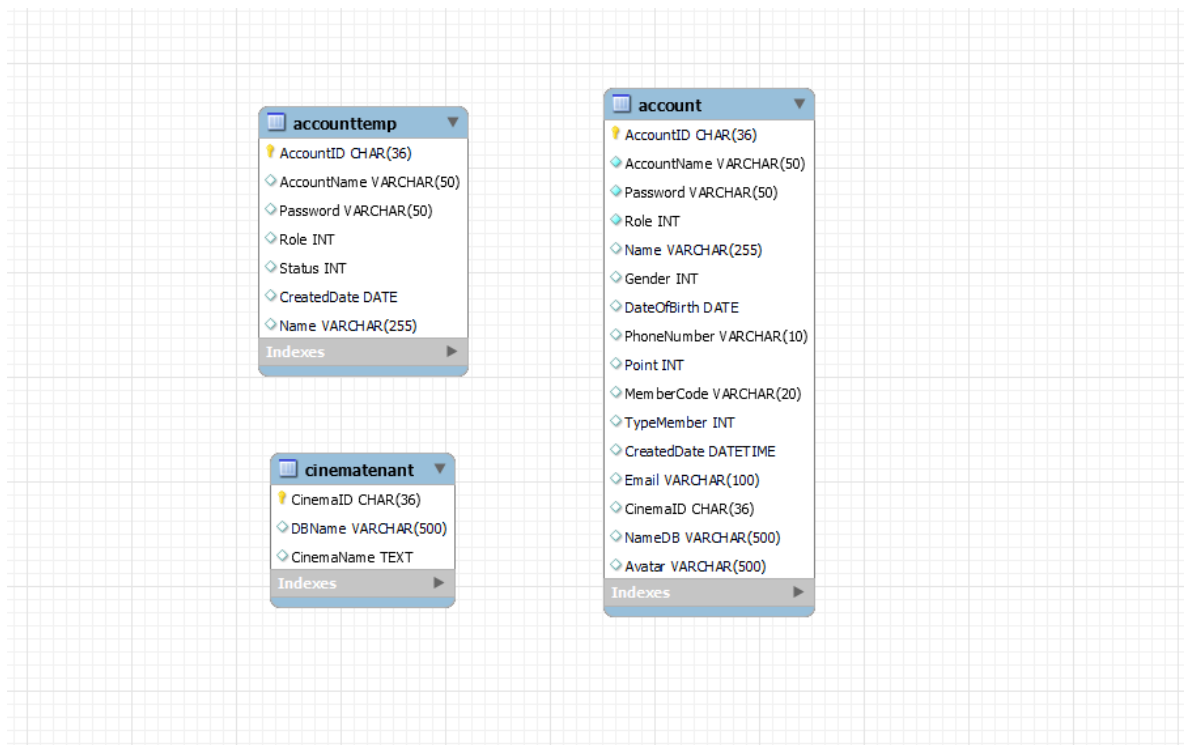 accounttemp
AccountID CHAR(36)
AccountName VARCHAR(50)
Password VARCHAR(50)
Role INT
Status INT
CreatedDate DATE
Name VARCHAR(255)
Indexes
cinematenant
CinemaID CHAR(36)
DBName VARCHAR(500)
CinemaName TEXT
Indexes
account
AccountID CHAR(36)
AccountName VARCHAR(50)
Password VARCHAR(50)
Role INT
Name VARCHAR(255)
Gender INT
DateOfBirth DATE
PhoneNumber VARCHAR(10)
Point INT
MemberCode VARCHAR(20)
TypeMember INT
CreatedDate DATETIME
Email VARCHAR(100)
CinemaID CHAR(36)
NameDB VARCHAR(500)
Avatar VARCHAR(500)
Indexes